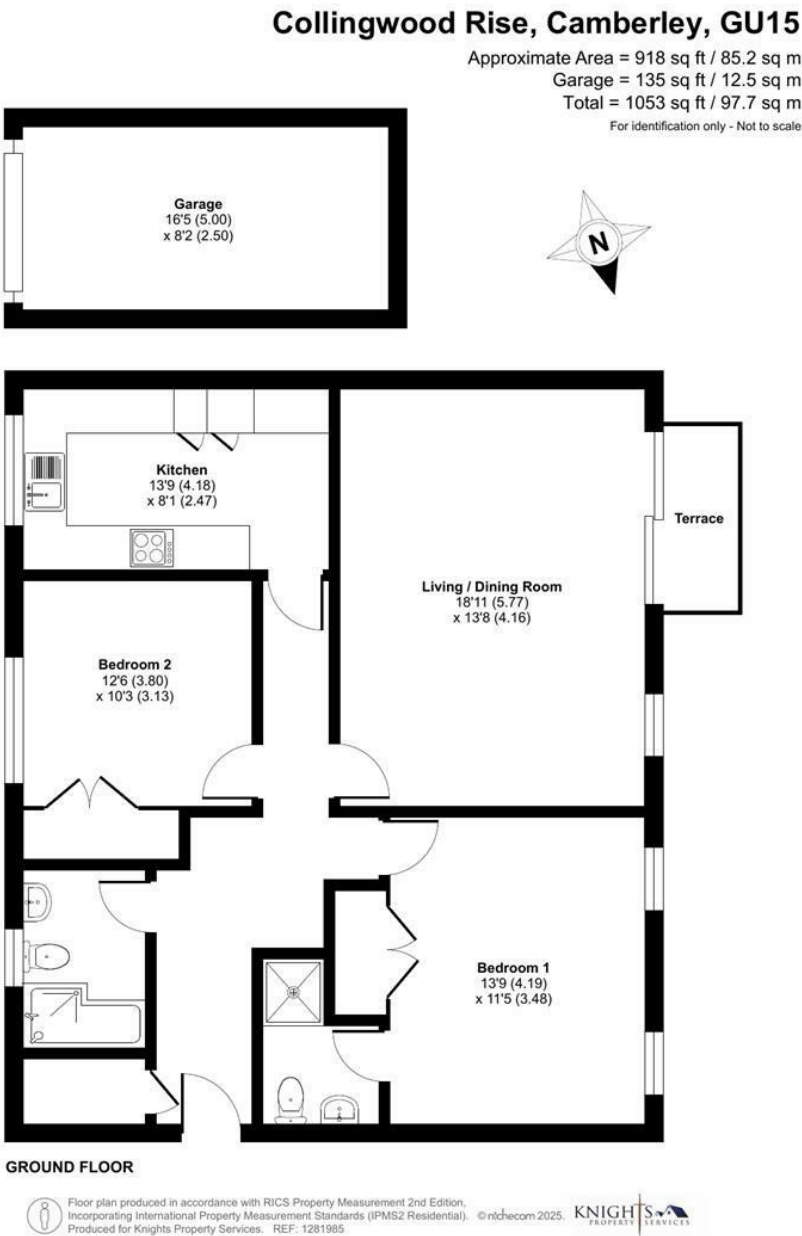 Collingwood Rise, Camberley, GU15
Approximate Area = 918 sq ft / 85.2 sq m
Garage = 135 sq ft / 12.5 sq m
Total = 1053 sq ft / 97.7 sq m
For identification only - Not to scale
Garage
16'5 (5.00)
x 8'2 (2.50)
N
Kitchen
13'9 (4.18)
x 8'1 (2.47)
Living / Dining Room
18'11 (5.77)
x 13'8 (4.16)
Terrace
Bedroom 2
12'6 (3.80)
x 10'3 (3.13)
Bedroom 1
13'9 (4.19)
x 11'5 (3.48)
GROUND FLOOR
Floor plan produced in accordance with RICS Property Measurement 2nd Edition,
Incorporating International Property Measurement Standards (IPMS2 Residential). ©nichecom 2025.
Produced for Knights Property Services. REF: 1281985
KNIGHTS
PROPERTY SERVICES